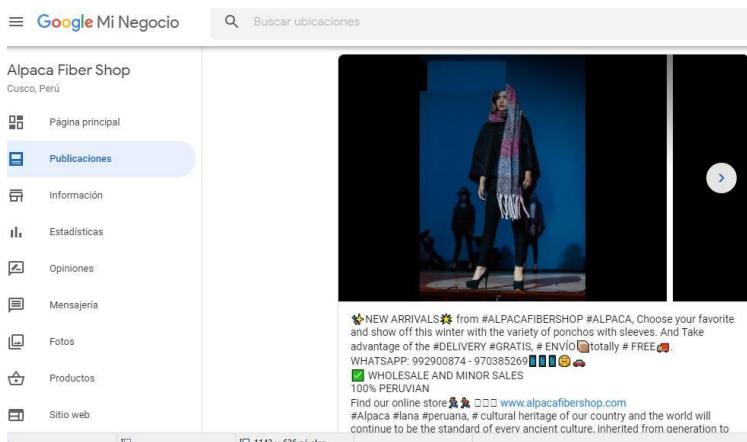 Google Mi Negocio
Buscar ubicaciones
Alpaca Fiber Shop
Cusco, Perú
Página principal
Publicaciones
Información
Estadísticas
Opiniones
Mensajería
Fotos
Productos
Sitio web
NEW ARRIVALS from #ALPACAFIBERSHOP #ALPACA, Choose your favorite
and show off this winter with the variety of ponchos with sleeves. And Take
advantage of the #DELIVERY #GRATIS, # ENVÍO totally # FREE .
WHATSAPP: 992900874 - 970385269
WHOLESALE AND MINOR SALES
100% PERUVIAN
Find our online store www.alpacafibershop.com
#Alpaca #lana #peruana, # cultural heritage of our country and the world will
continue to be the standard of every ancient culture, inherited from generation to